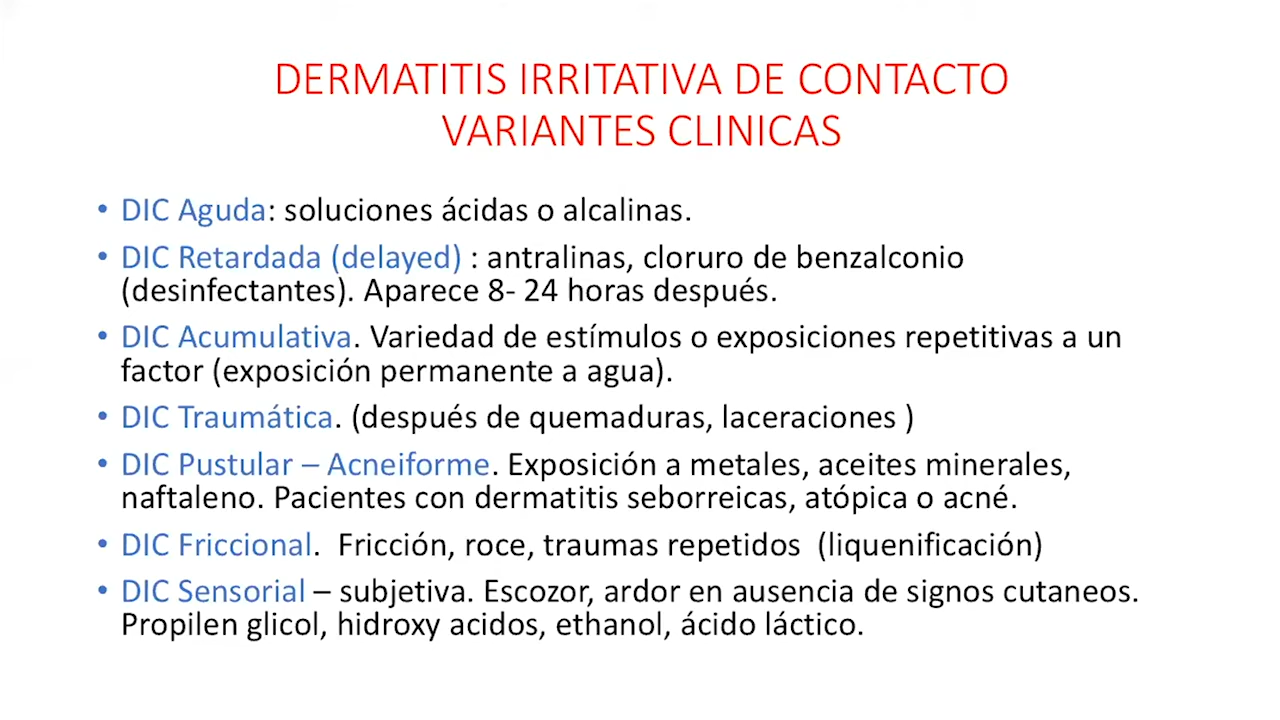 DERMATITIS IRRITATIVA DE CONTACTO
VARIANTES CLINICAS
• DIC Aguda: soluciones ácidas o alcalinas.
• DIC Retardada (delayed) : antralinas, cloruro de benzalconio
(desinfectantes). Aparece 8- 24 horas después.
• DIC Acumulativa. Variedad de estímulos o exposiciones repetitivas a un
factor (exposición permanente a agua).
• DIC Traumática. (después de quemaduras, laceraciones )
• DIC Pustular – Acneiforme. Exposición a metales, aceites minerales,
naftaleno. Pacientes con dermatitis seborreicas, atópica o acné.
• DIC Friccional.  Fricción, roce, traumas repetidos  (liquenificación)
• DIC Sensorial – subjetiva. Escozor, ardor en ausencia de signos cutaneos.
Propilen glicol, hidroxy acidos, ethanol, ácido láctico.